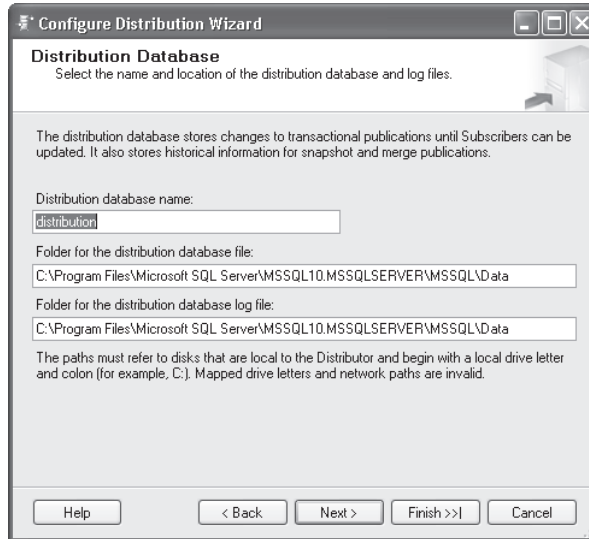 Configure Distribution Wizard
Distribution Database
Select the name and location of the distribution database and log files.
The distribution database stores changes to transactional publications until Subscribers can be
updated. It also stores historical information for snapshot and merge publications.
Distribution database name:
distribution
Folder for the distribution database file:
C:\Program Files\Microsoft SQL Server\MSSQL10.MSSQLSERVER\MSSQL\Data
Folder for the distribution database log file:
C:\Program Files\Microsoft SQL Server\MSSQL10.MSSQLSERVER\MSSQL\Data
The paths must refer to disks that are local to the Distributor and begin with a local drive letter
and colon (for example, C:). Mapped drive letters and network paths are invalid.
Help < Back Next > Finish >>| Cancel